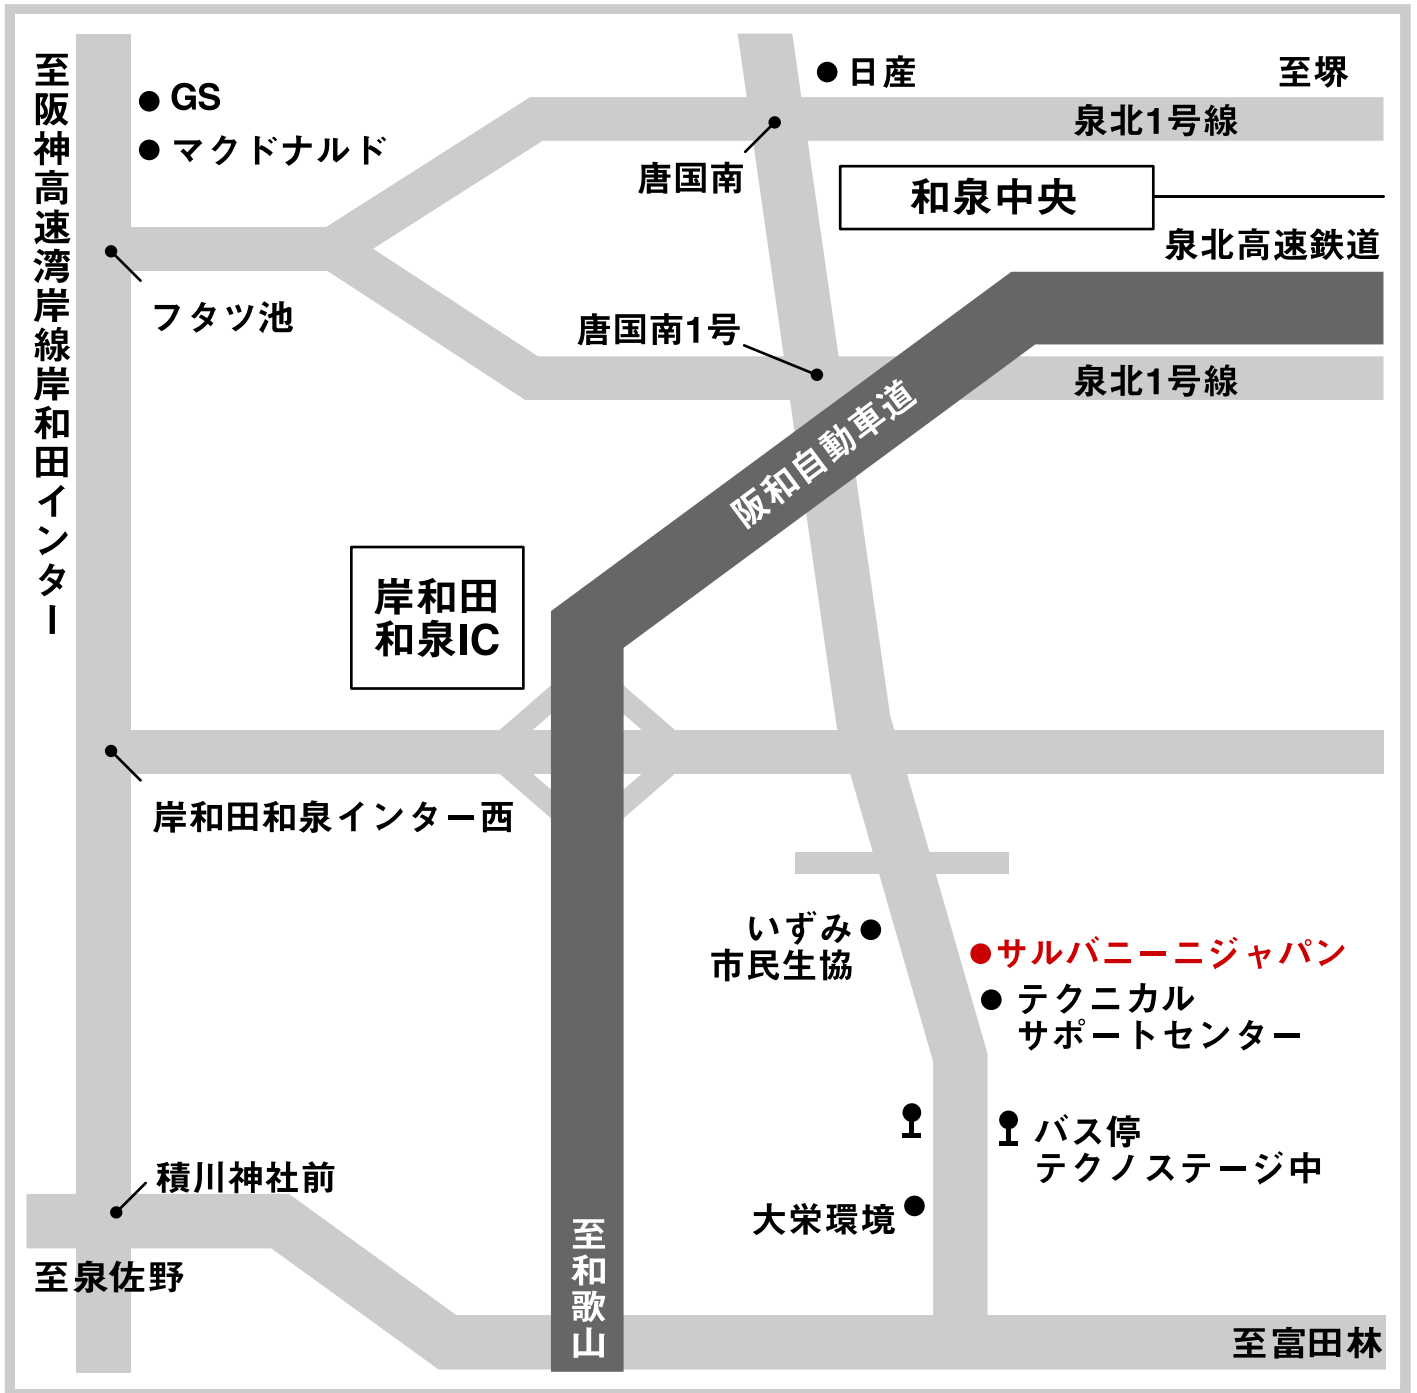 至阪神高速湾岸線岸和田インター
GS
マクドナルド
日産
至堺
泉北1号線
唐国南
和泉中央
泉北高速鉄道
フタツ池
唐国南1号
泉北1号線
阪和自動車道
岸和田
和泉IC
岸和田和泉インター西
いずみ
市民生協
サルバニーニジャパン
テクニカル
サポートセンター
バス停
テクノステージ中
積川神社前
大栄環境
至泉佐野
至和歌山
至富田林